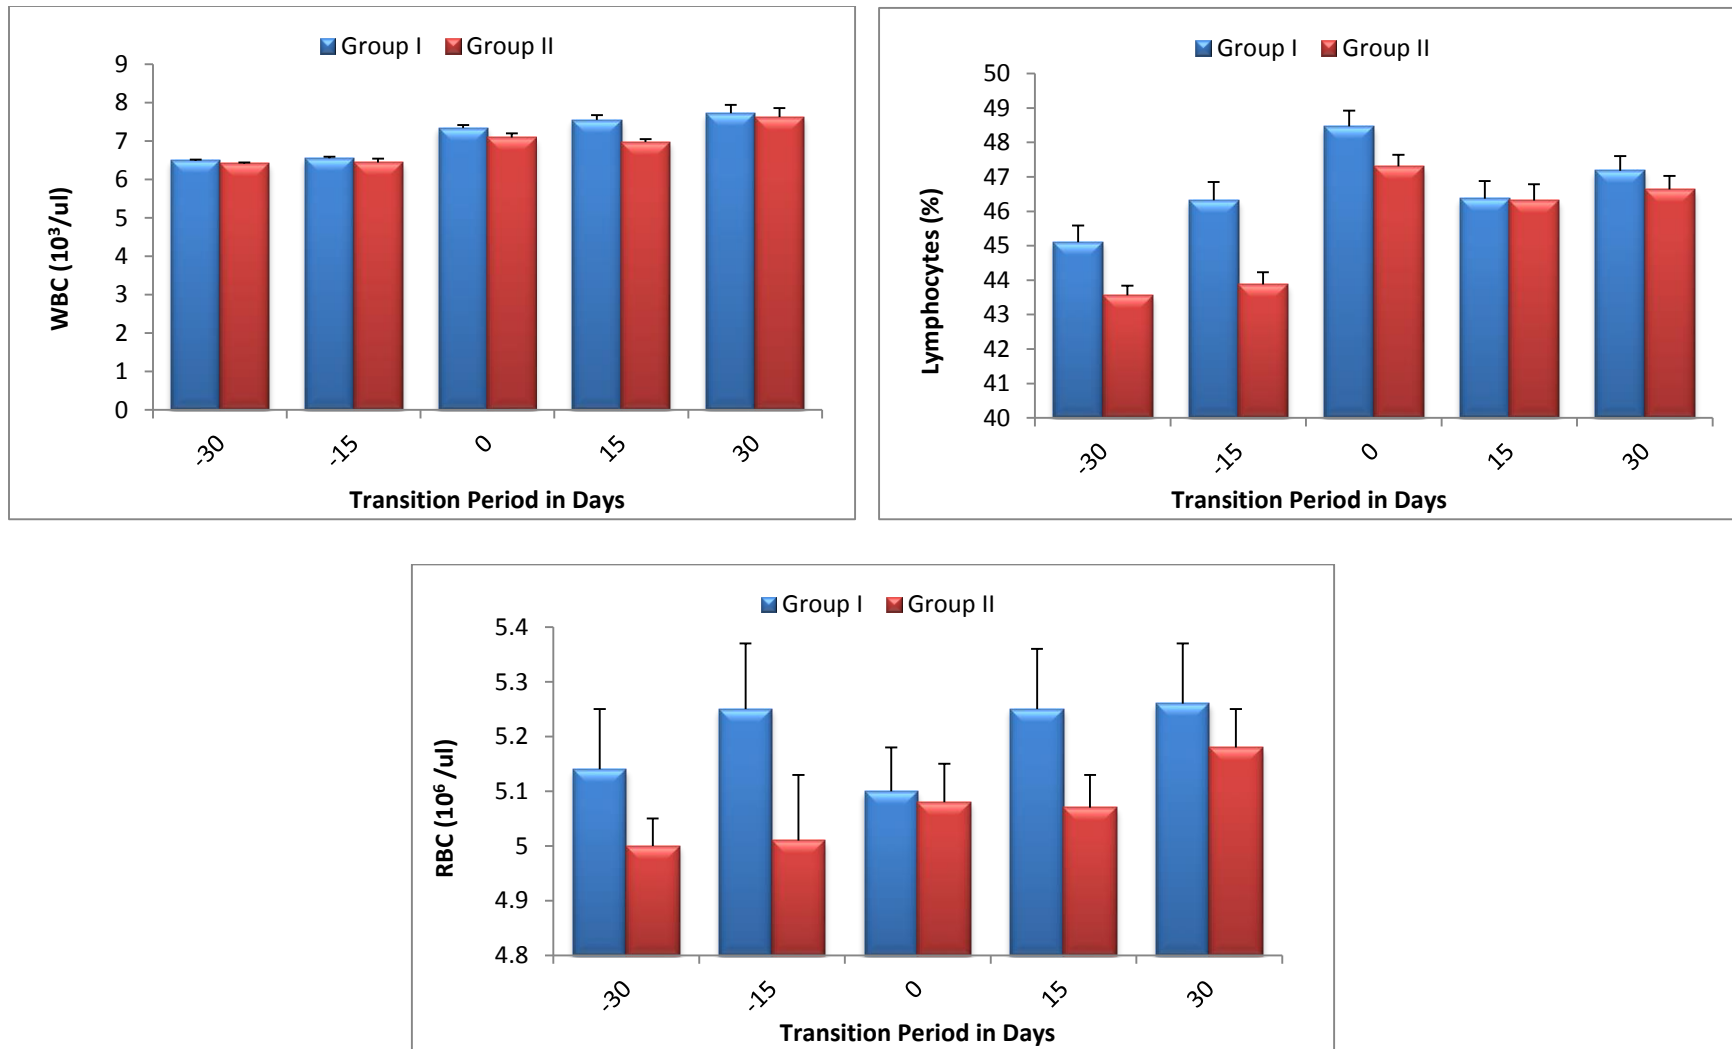 Group I Group II
9
8
7
6
5
4
3
2
1
0
WBC (10³/ul)
-30 -15 0 15 30
Transition Period in Days
Group I Group II
50
49
48
47
46
45
44
43
42
41
40
Lymphocytes (%)
-30 -15 0 15 30
Transition Period in Days
Group I Group II
5.4
5.3
5.2
5.1
5
4.9
4.8
RBC (10⁶ /ul)
-30 -15 0 15 30
Transition Period in Days